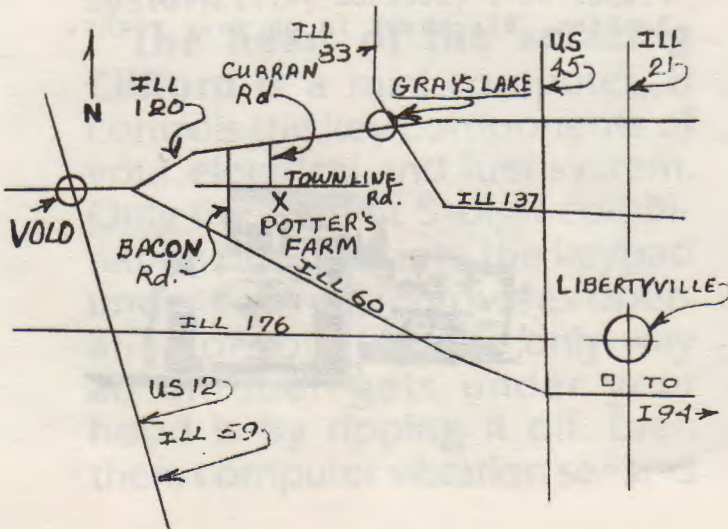 ILL
83
US
45
ILL
21
N
ILL
120
CUARAN
Rd
GRAYSLAKE
TOWNLINE
Rd.
ILL 137
VOLO
BACON
Rd.
X
POTTER'S
FARM
ILL 60
LIBERTYVILLE
ILL 176
US 12
ILL 59
TO
I94